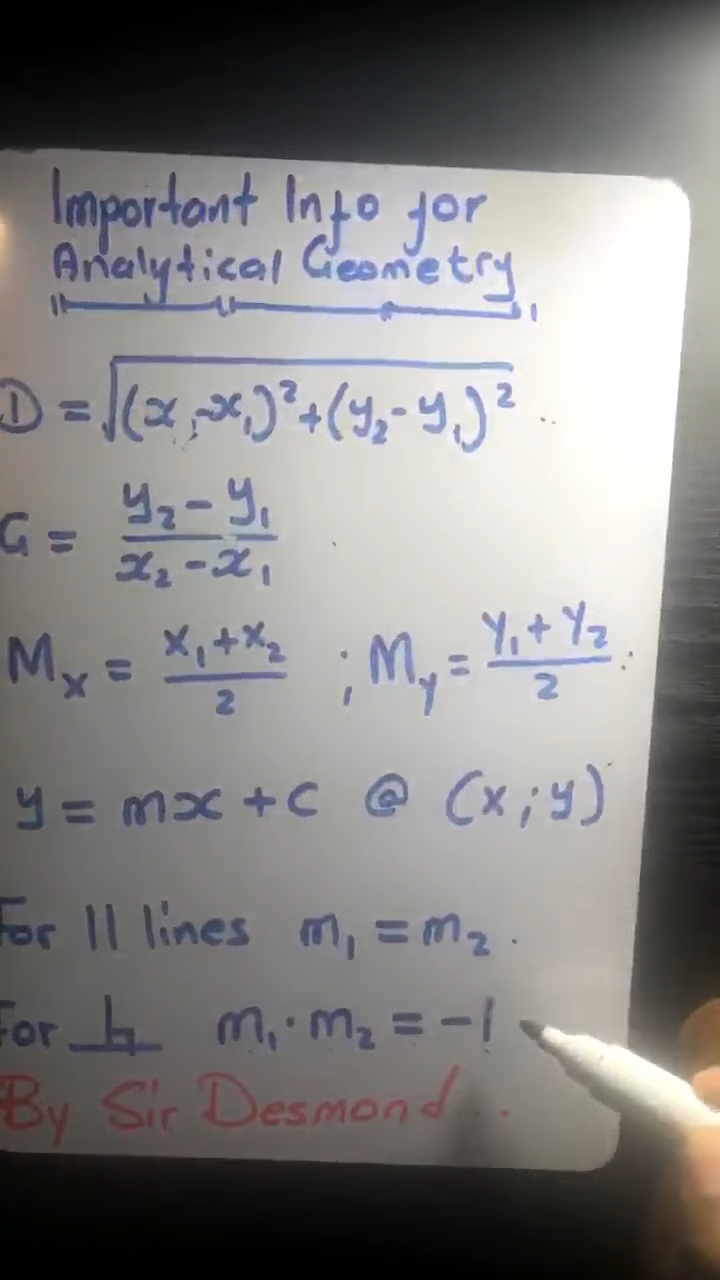 Important Info for
Analytical Geometry
D = √(x₂-x₁)² + (y₂ - y₁)²
G = y₂ - y₁ / x₂ - x₁
Mx = x₁ + x₂ / 2 ; My = y₁ + y₂ / 2
y = mx + c @ (x ; y)
For || lines m₁ = m₂
For ⊥ m₁ · m₂ = -1
By Sir Desmond...